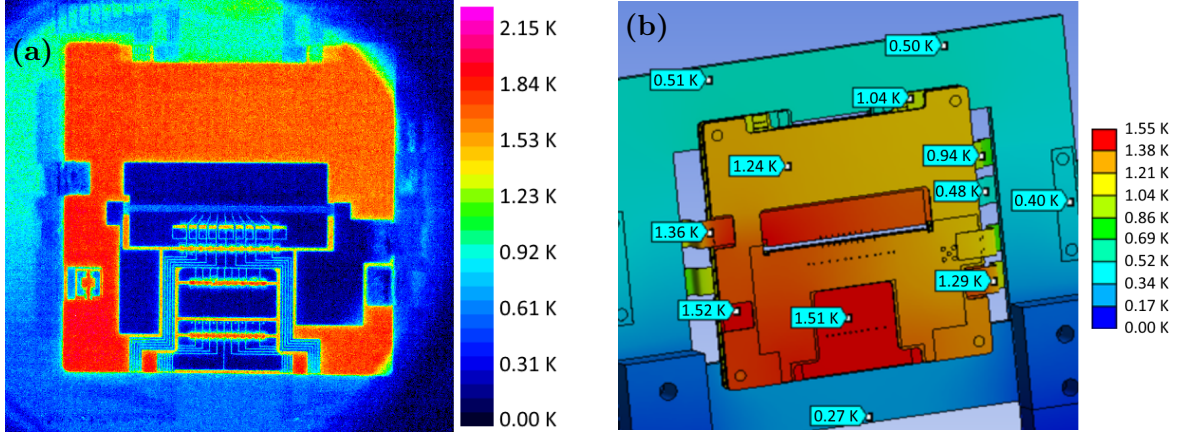 (a)
2.15 K
1.84 K
1.53 K
1.23 K
0.92 K
0.61 K
0.31 K
0.00 K
(b)
0.50 K
0.51 K
1.04 K
1.24 K
0.94 K
0.48 K
0.40 K
1.36 K
1.29 K
1.52 K
1.51 K
0.27 K
1.55 K
1.38 K
1.21 K
1.04 K
0.86 K
0.69 K
0.52 K
0.34 K
0.17 K
0.00 K